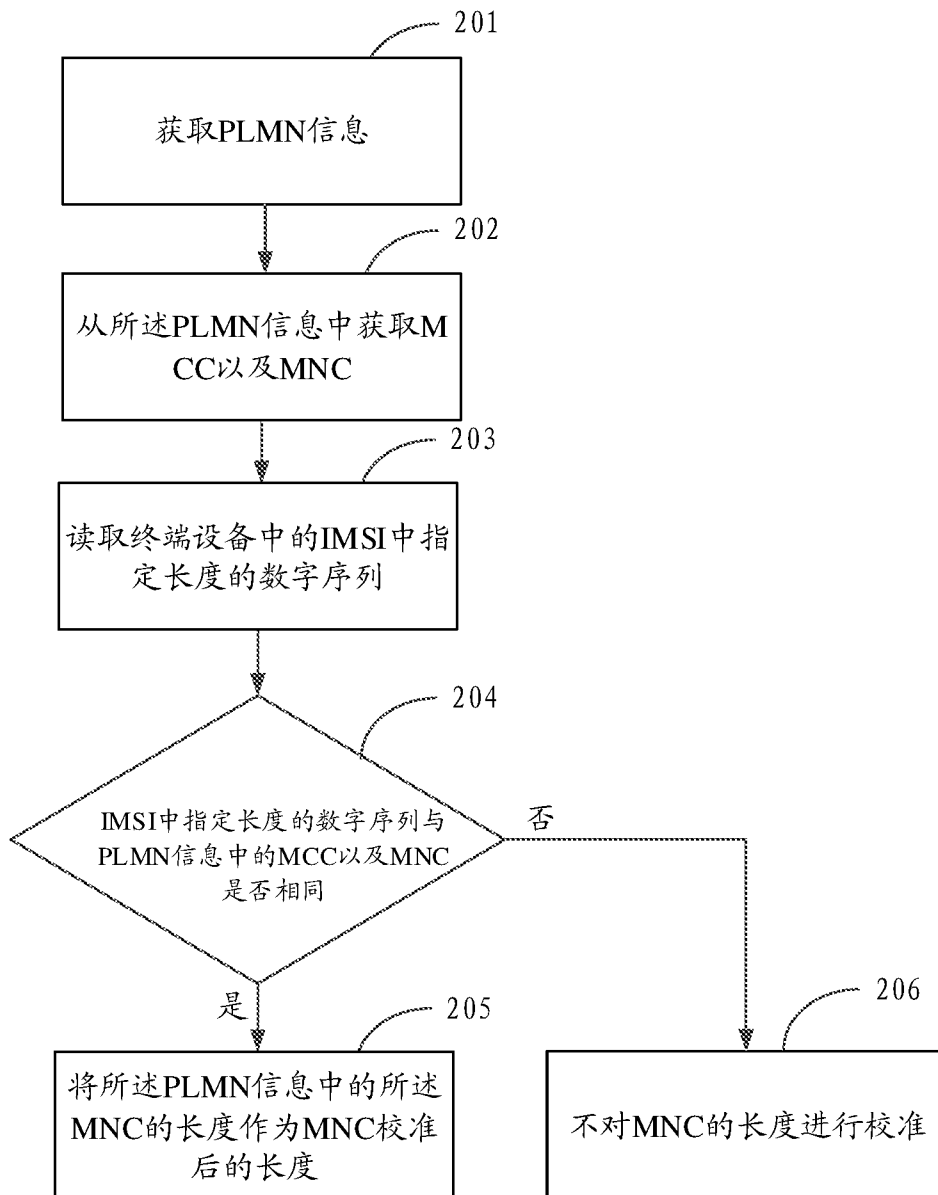 201
获取PLMN信息
202
从所述PLMN信息中获取M
CC以及MNC
203
读取终端设备中的IMSI中指
定长度的数字序列
204
IMSI中指定长度的数字序列与
PLMN信息中的MCC以及MNC
是否相同
否
是
205
将所述PLMN信息中的所述
MNC的长度作为MNC校准
后的长度
206
不对MNC的长度进行校准